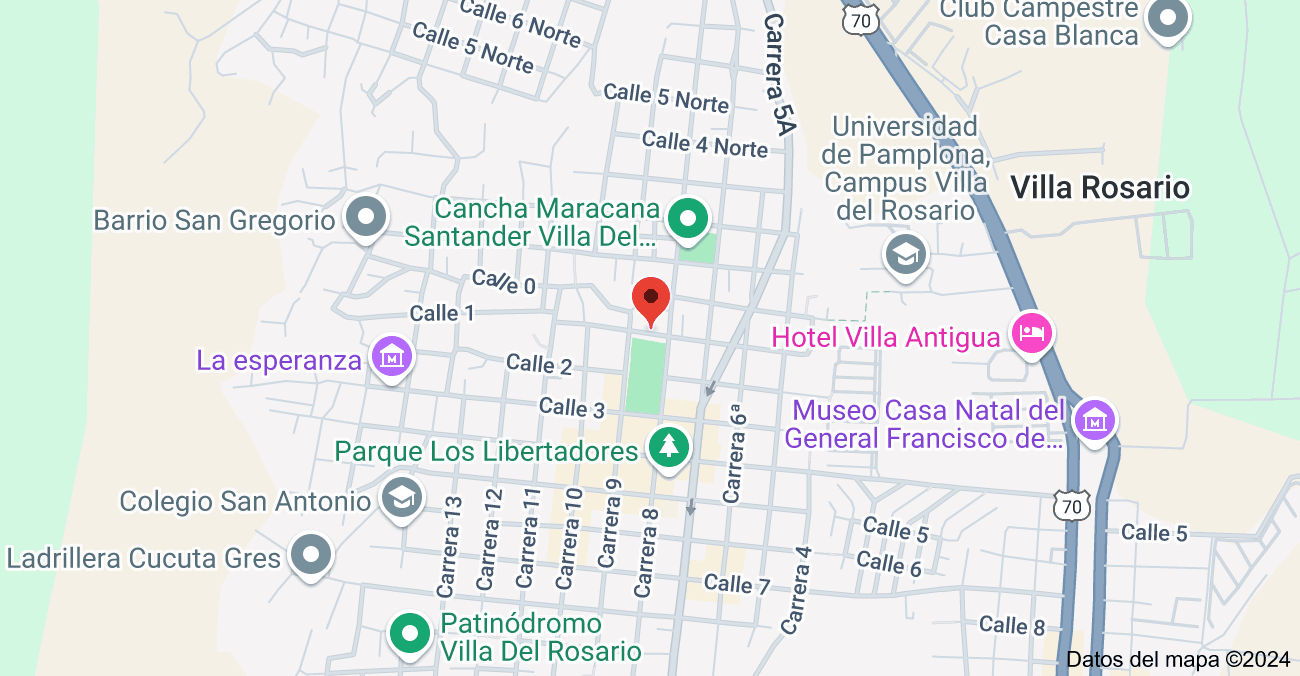 Calle 6 Norte
Calle 5 Norte
Carrera 5A
70
Club Campestre
Casa Blanca
Calle 5 Norte
Calle 4 Norte
Universidad
de Pamplona,
Campus Villa
del Rosario
Villa Rosario
Barrio San Gregorio
Cancha Maracana
Santander Villa Del...
Calle 0
Calle 1
Hotel Villa Antigua
La esperanza
Calle 2
Calle 3
Museo Casa Natal del
General Francisco de...
Parque Los Libertadores
Carrera 6ª
Colegio San Antonio
Carrera 13
Carrera 12
Carrera 11
Carrera 10
Carrera 9
Carrera 8
70
Calle 5
Calle 5
Calle 6
Ladrillera Cucuta Gres
Calle 7
Carrera 4
Patinódromo
Villa Del Rosario
Calle 8
Datos del mapa ©2024